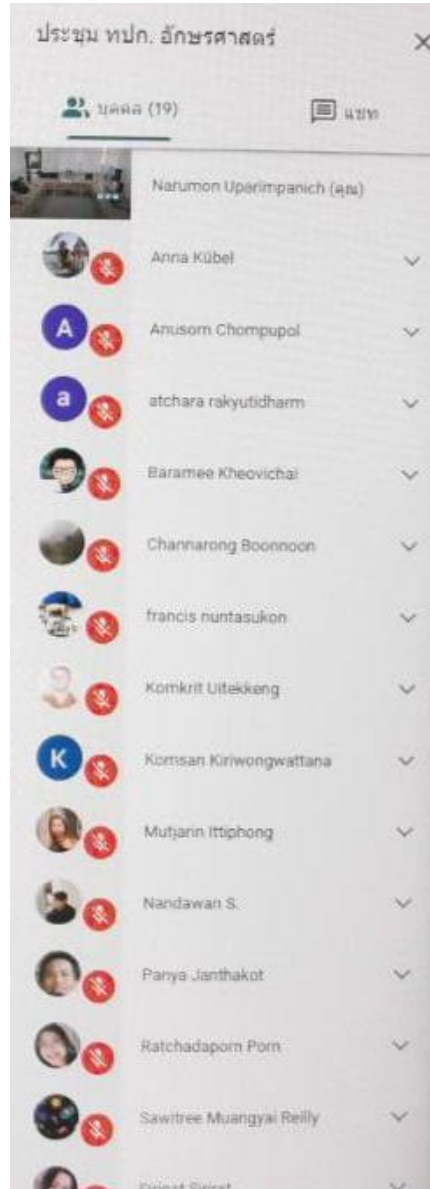 ประชุม ทปก. อักษรศาสตร์
บุคคล (19)
แชท
Narumon Uparimpanich (คุณ)
Anna Kübel
A
Anusorn Chompupol
a
atchara rakyutidharm
Baramee Kheovichai
Channarong Boonnoon
francis nuntasukon
Komkrit Uitekkeng
K
Komsan Kiriwongwattana
Mutjarin Ittiphong
Nandawan S.
Panya Janthakot
Ratchadaporn Porn
Sawitree Muangyai Reilly